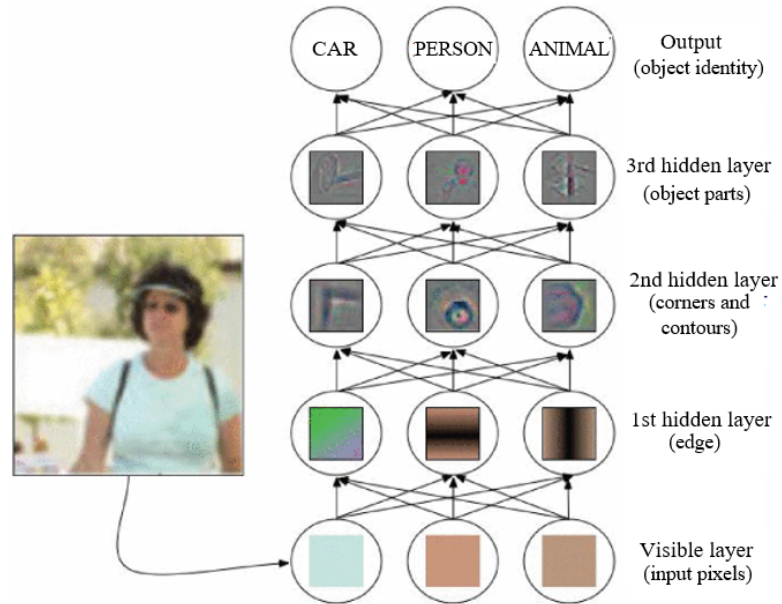 CAR PERSON ANIMAL Output
(object identity)
3rd hidden layer
(object parts)
2nd hidden layer
(corners and
contours)
1st hidden layer
(edge)
Visible layer
(input pixels)